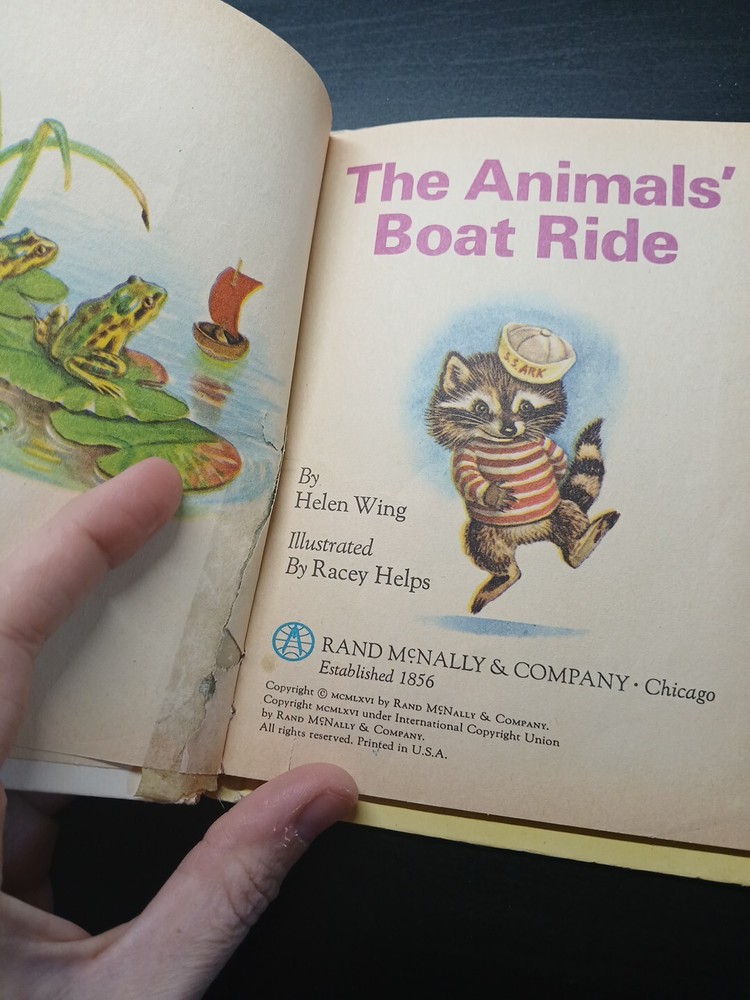 The Animals'
Boat Ride
S.S. ARK
By
Helen Wing
Illustrated
By Racey Helps
RAND McNALLY & COMPANY · Chicago
Established 1856
Copyright © MCMLXVI by RAND McNALLY & COMPANY.
Copyright MCMLXVI under International Copyright Union
by RAND McNALLY & COMPANY.
All rights reserved. Printed in U.S.A.